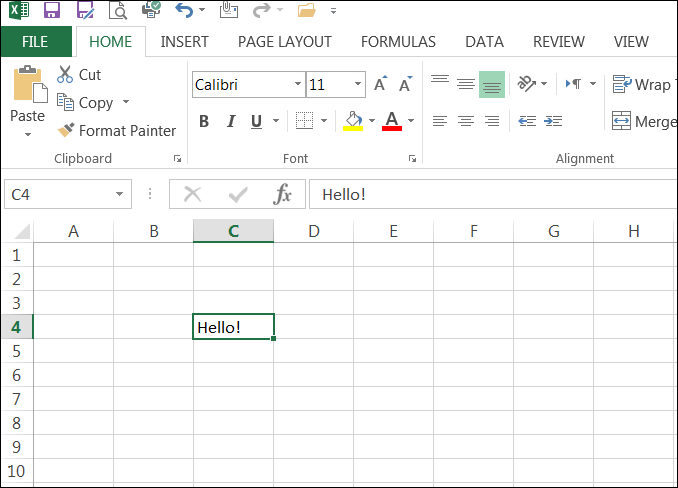 FILE HOME INSERT PAGE LAYOUT FORMULAS DATA REVIEW VIEW
Paste
Cut
Copy
Format Painter
Clipboard
Calibri 11
B I U A
Font
Wrap
Merge
Alignment
C4 fx Hello!
A B C D E F G H
1
2
3
4 Hello!
5
6
7
8
9
10